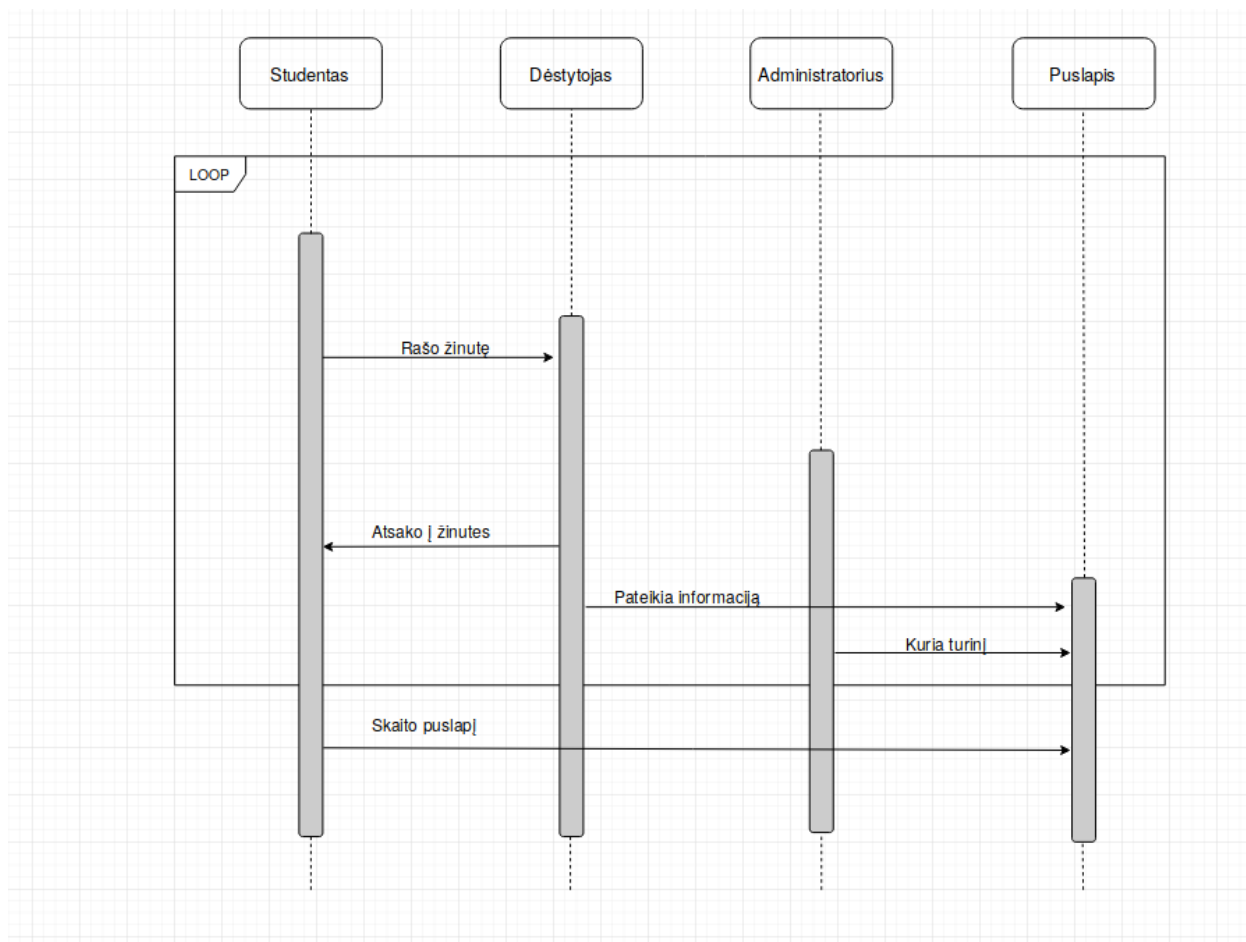 Studentas
Dėstytojas
Administratorius
Puslapis
LOOP
Rašo žinutę
Atsako į žinutes
Pateikia informaciją
Kuria turinį
Skaito puslapį